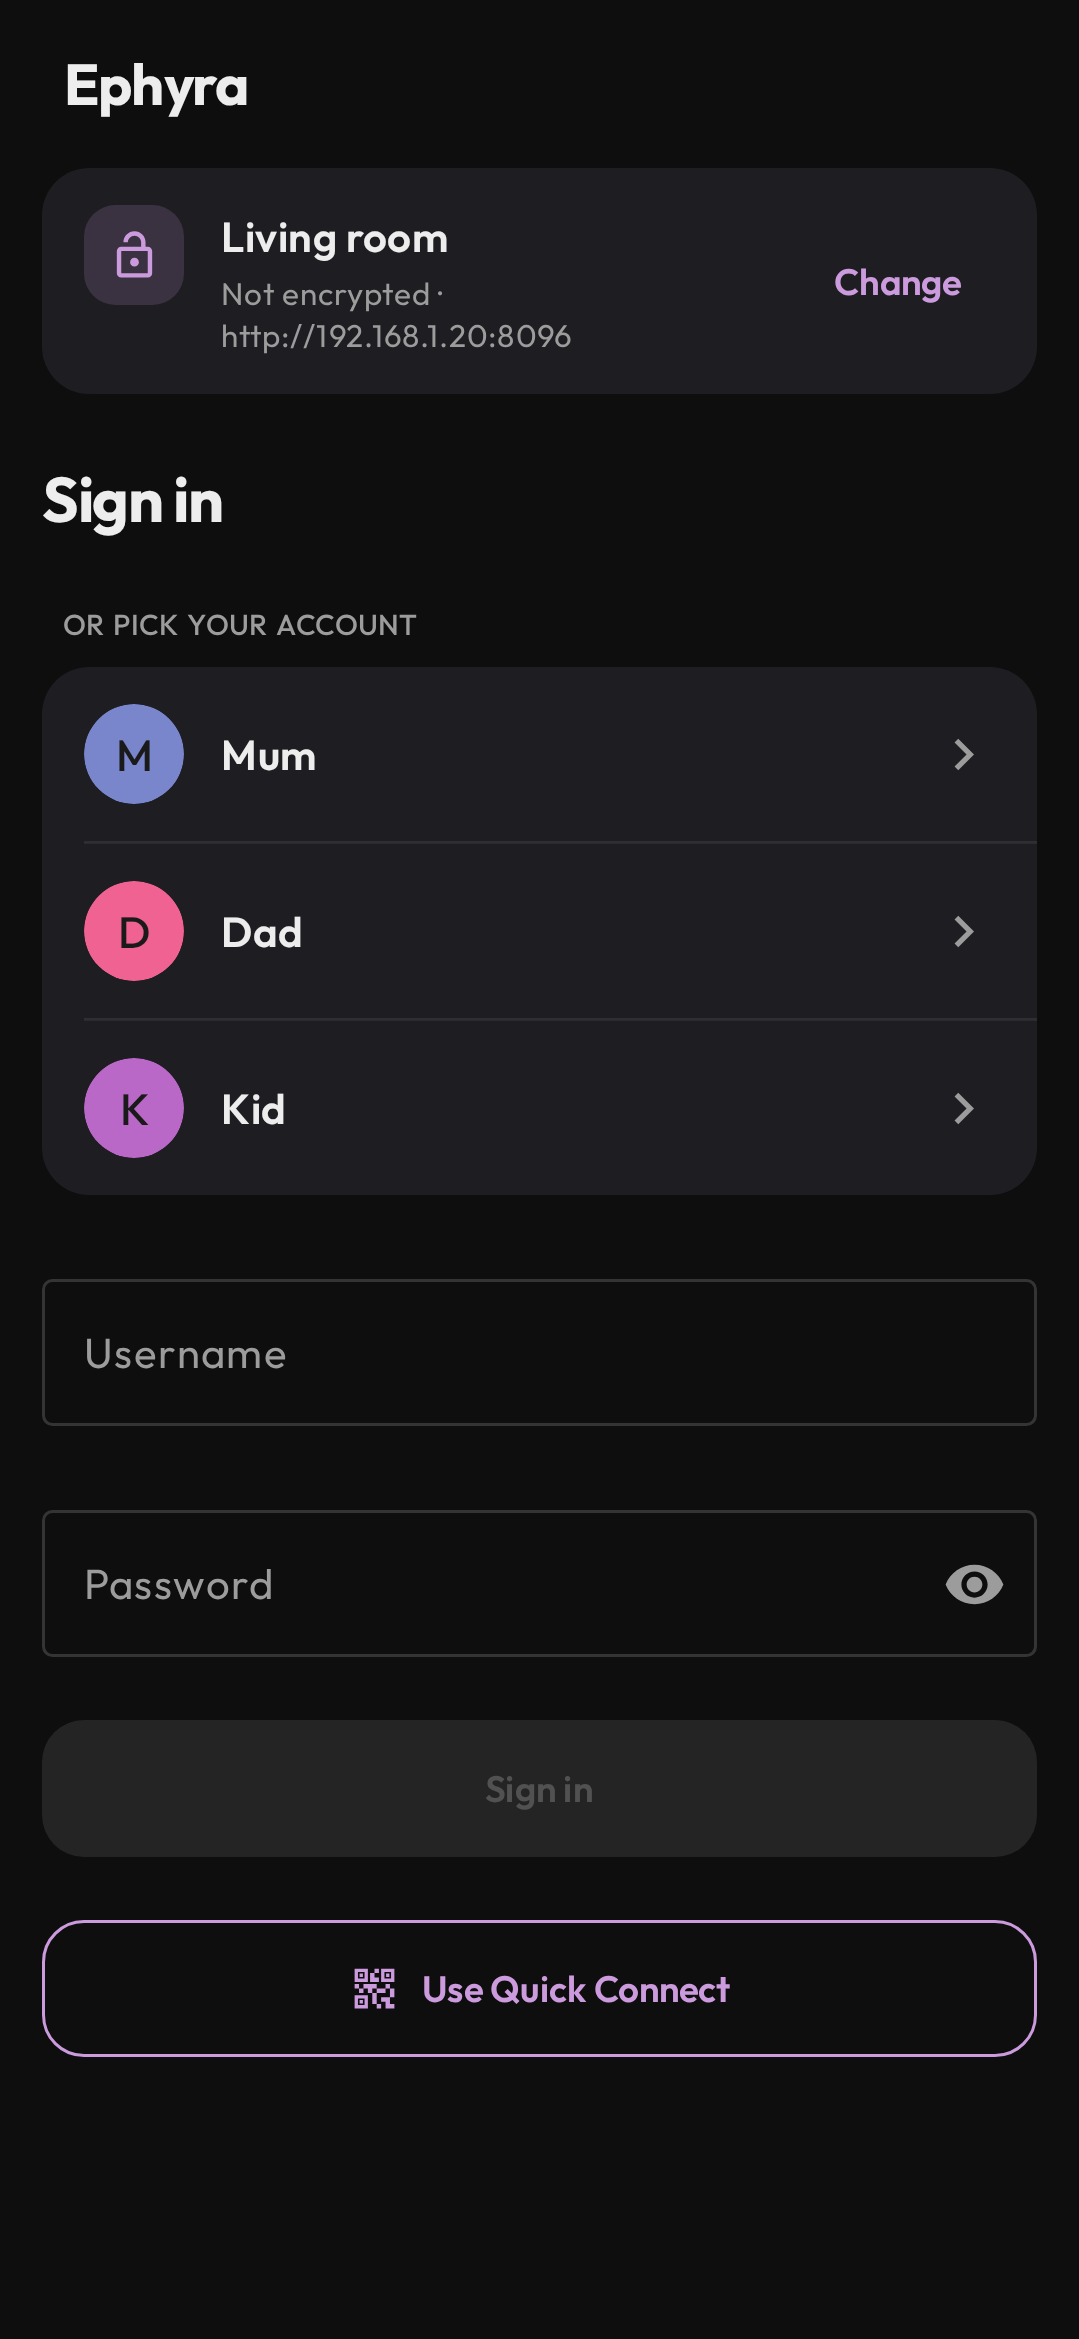 Ephyra
Living room
Not encrypted ·
http://192.168.1.20:8096
Change
Sign in
OR PICK YOUR ACCOUNT
M
Mum
D
Dad
K
Kid
Username
Password
Sign in
Use Quick Connect